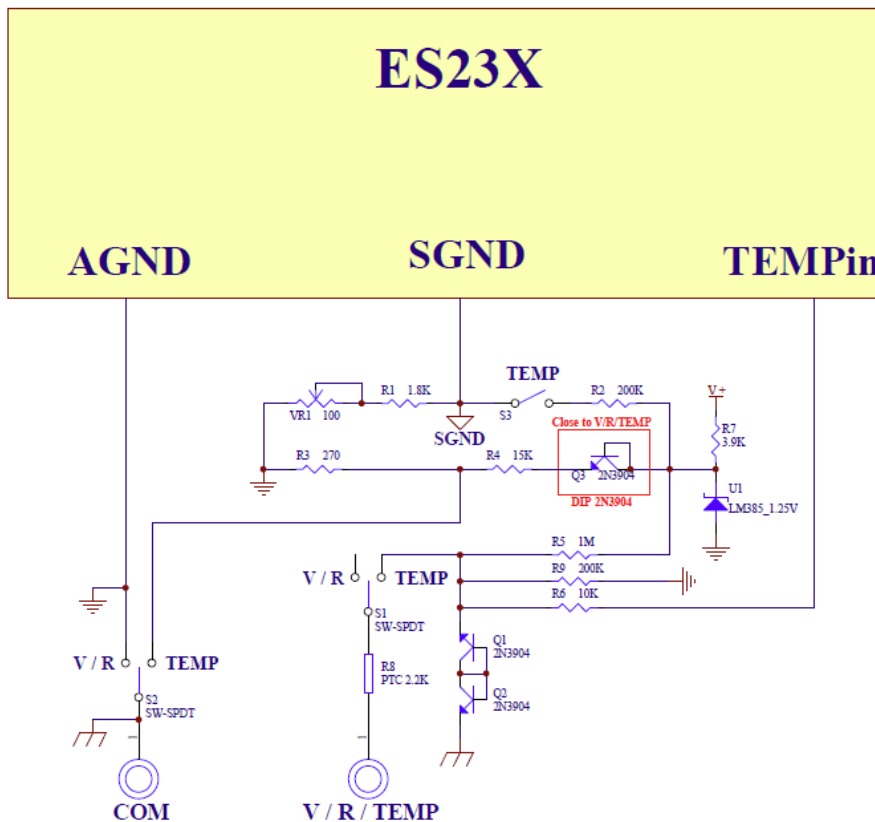 ES23X
AGND
SGND
TEMPin
VR1 100
R1 1.8K
TEMP
S3
R2 200K
V+
R7
3.9K
SGND
Close to V/R/TEMP
R3 270
R4 15K
Q3 2N3904
DIP 2N3904
U1
LM385_1.25V
R5 1M
V / R
TEMP
R9 200K
R6 10K
S1
SW-SPDT
Q1
2N3904
V / R
TEMP
R8
PTC 2.2K
Q2
2N3904
S2
SW-SPDT
1
1
COM
V / R / TEMP